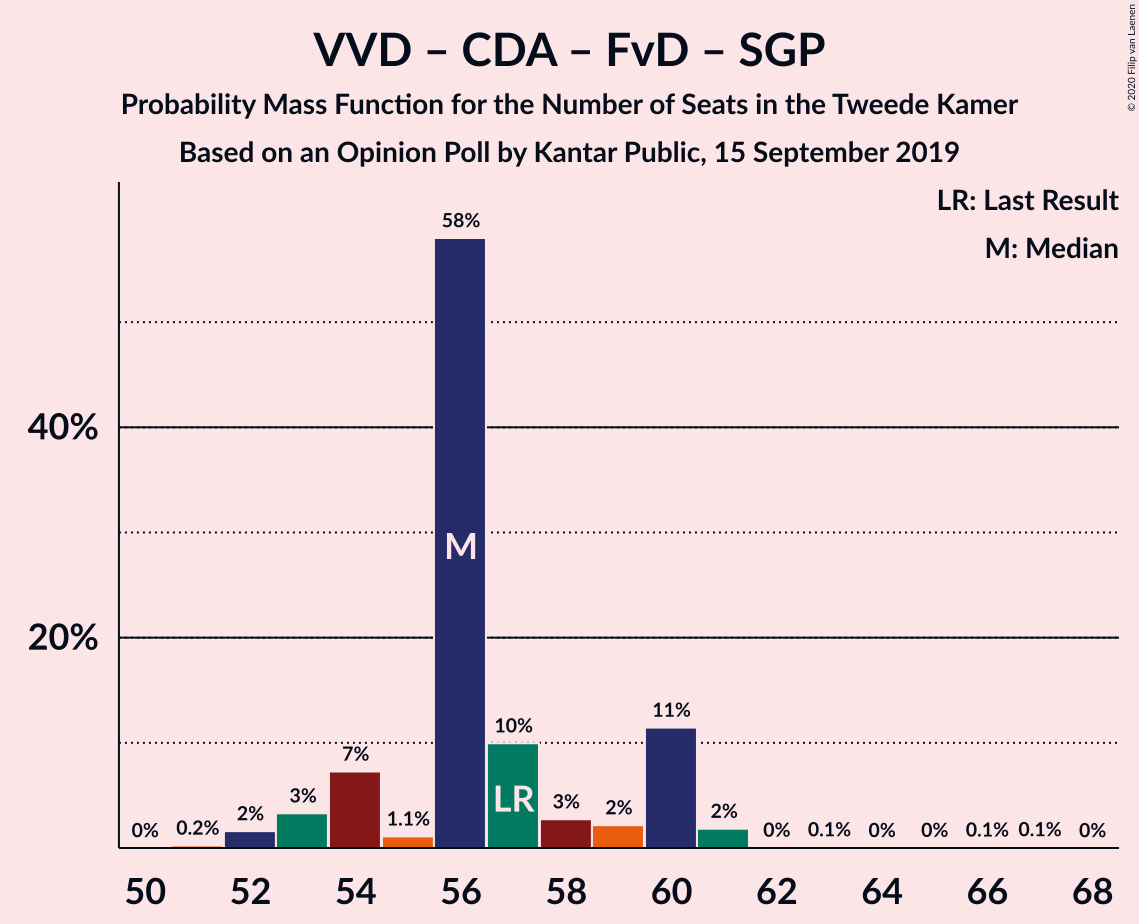 VVD – CDA – FvD – SGP
Probability Mass Function for the Number of Seats in the Tweede Kamer
Based on an Opinion Poll by Kantar Public, 15 September 2019
© 2020 Filip van Laenen
LR: Last Result
M: Median
40%
20%
0%
0.2%
2%
3%
7%
1.1%
58%
M
10%
LR
3%
2%
11%
2%
0%
0.1%
0%
0%
0.1%
0.1%
0%
50 52 54 56 58 60 62 64 66 68